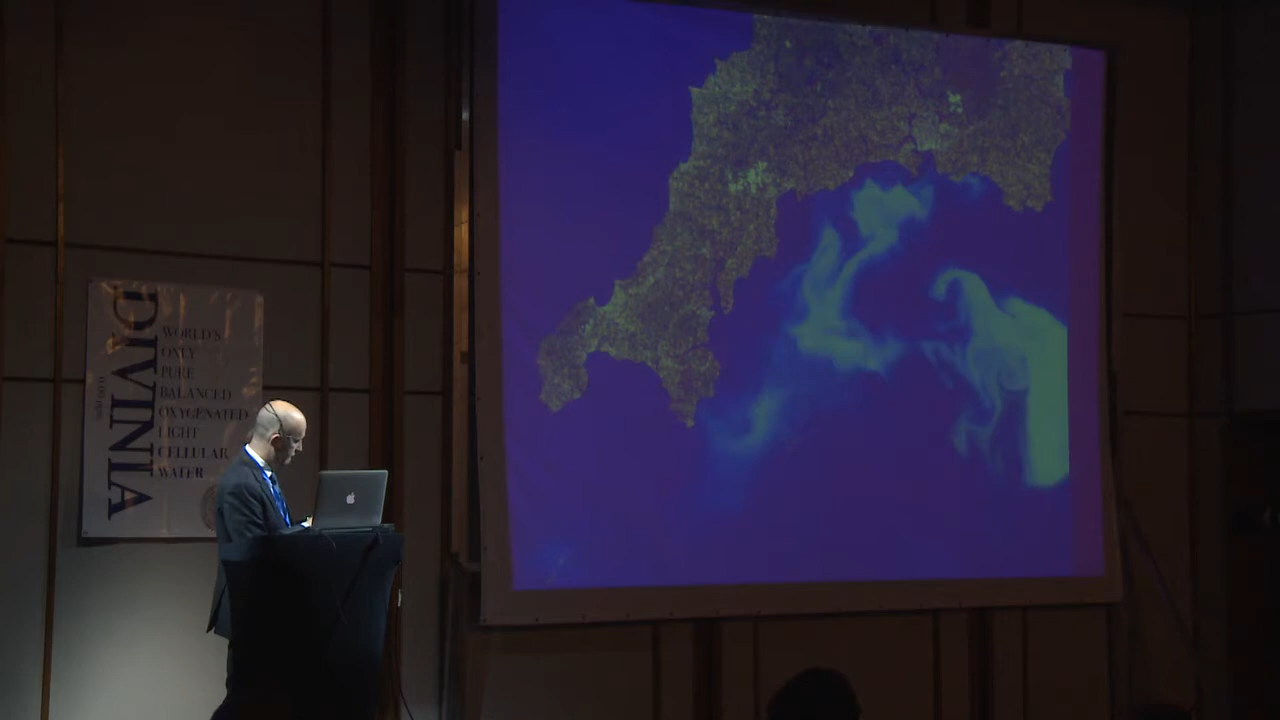 DIVINIA
WORLD'S
ONLY
PURE
BALANCED
OXYGENATED
LIGHT
CELLULAR
WATER